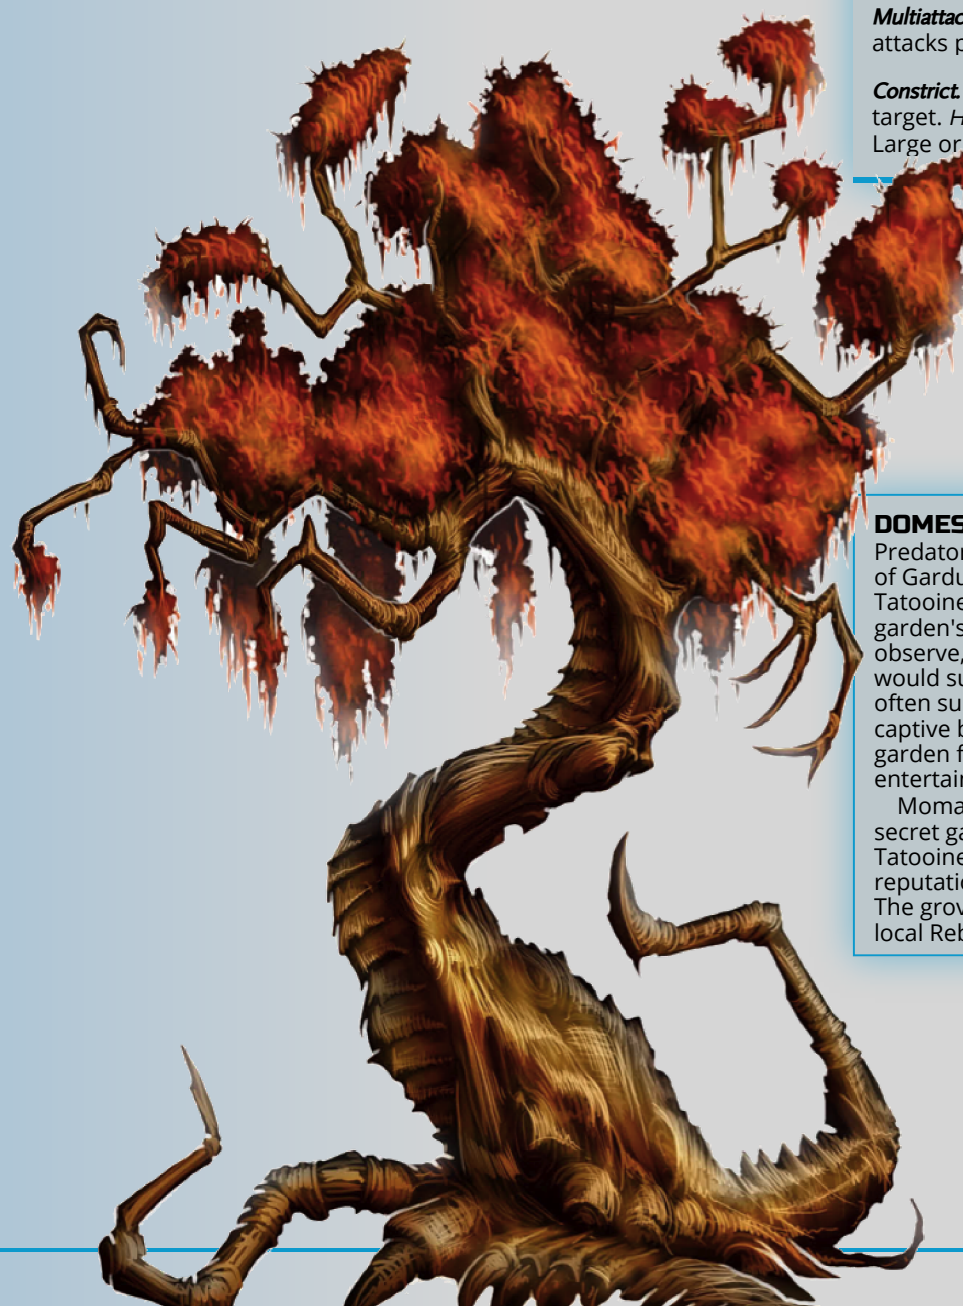 Multiattac
attacks p
Constrict.
target. H
Large or
DOMES
Predator
of Gardu
Tatooine
garden's
observe,
would su
often su
captive b
garden f
entertain
Moma
secret ga
Tatooine
reputatio
The grov
local Reb